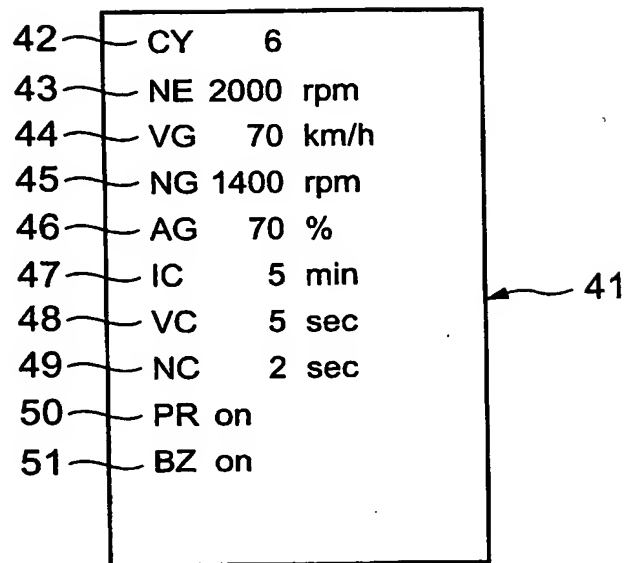 42 CY 6
43 NE 2000 rpm
44 VG 70 km/h
45 NG 1400 rpm
46 AG 70 %
47 IC 5 min
41
48 VC 5 sec
49 NC 2 sec
50 PR on
51 BZ on